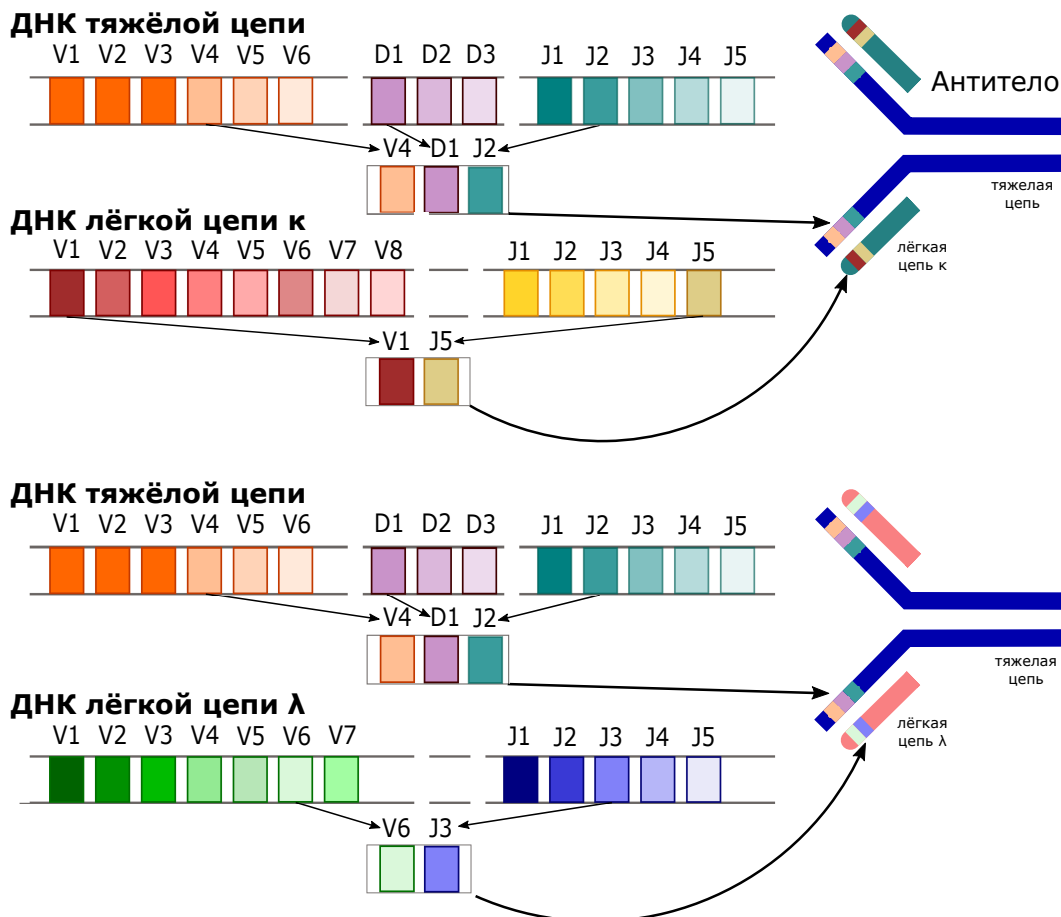 ДНК тяжёлой цепи
V1 V2 V3 V4 V5 V6 D1 D2 D3 J1 J2 J3 J4 J5
Антитело
V4 D1 J2
тяжелая
цепь
ДНК лёгкой цепи κ
V1 V2 V3 V4 V5 V6 V7 V8 J1 J2 J3 J4 J5
лёгкая
цепь κ
V1 J5
ДНК тяжёлой цепи
V1 V2 V3 V4 V5 V6 D1 D2 D3 J1 J2 J3 J4 J5
V4 D1 J2
тяжелая
цепь
ДНК лёгкой цепи λ
V1 V2 V3 V4 V5 V6 V7 J1 J2 J3 J4 J5
лёгкая
цепь λ
V6 J3